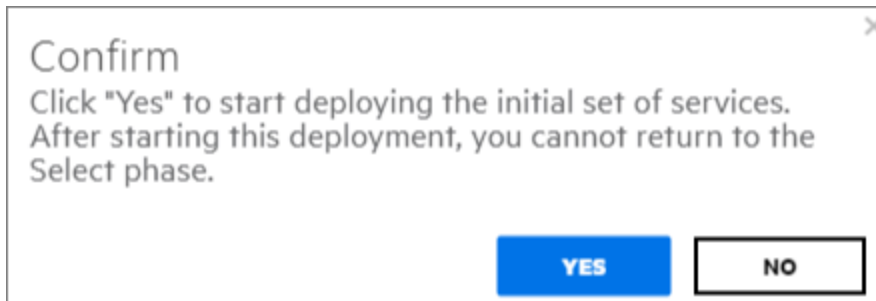 Confirm
Click "Yes" to start deploying the initial set of services.
After starting this deployment, you cannot return to the
Select phase.
YES NO